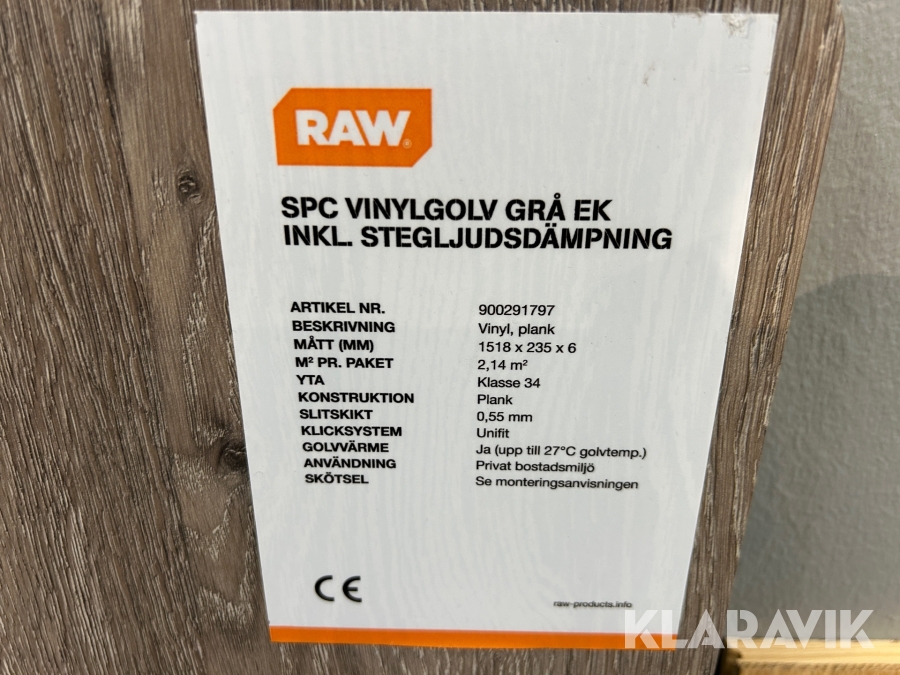 RAW®
SPC VINYLGOLV GRÅ EK
INKL. STEGLJUDSDÄMPNING
ARTIKEL NR. 900291797
BESKRIVNING Vinyl, plank
MÅTT (MM) 1518 x 235 x 6
M² PR. PAKET 2,14 m²
YTA Klasse 34
KONSTRUKTION Plank
SLITSKIKT 0,55 mm
KLICKSYSTEM Unifit
GOLVVÄRME Ja (upp till 27°C golvtemp.)
ANVÄNDNING Privat bostadsmiljö
SKÖTSEL Se monteringsanvisningen
CE
raw-products.info
KLARAVIK